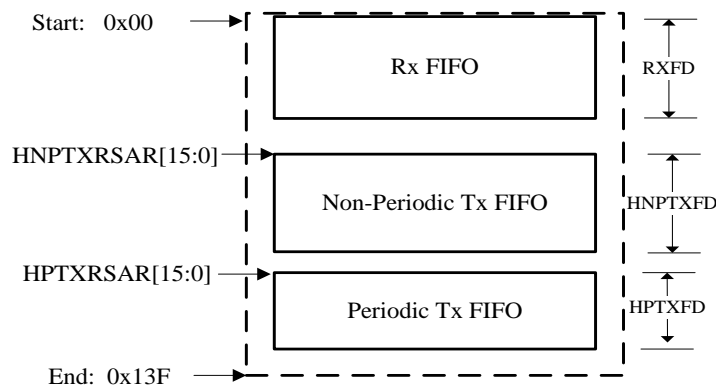 Start: 0x00
Rx FIFO
RXFD
HNPTXRSAR[15:0]
Non-Periodic Tx FIFO
HNPTXFD
HPTXRSAR[15:0]
Periodic Tx FIFO
HPTXFD
End: 0x13F